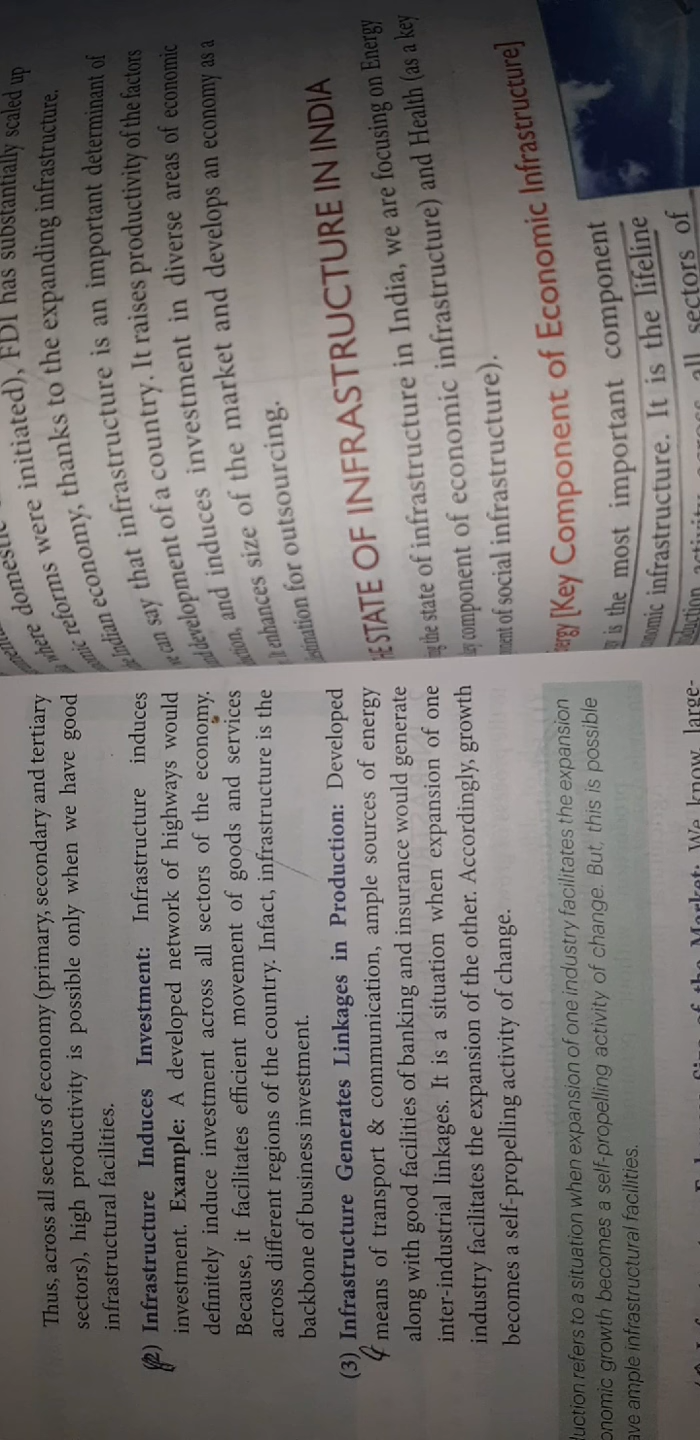 Thus, across all sectors of economy (primary, secondary and tertiary
sectors), high productivity is possible only when we have good
infrastructural facilities.
(2) Infrastructure Induces Investment: Infrastructure induces
investment. Example: A developed network of highways would
definitely induce investment across all sectors of the economy.
Because, it facilitates efficient movement of goods and services
across different regions of the country. Infact, infrastructure is the
backbone of business investment.
(3) Infrastructure Generates Linkages in Production: Developed
means of transport & communication, ample sources of energy
along with good facilities of banking and insurance would generate
inter-industrial linkages. It is a situation when expansion of one
industry facilitates the expansion of the other. Accordingly, growth
becomes a self-propelling activity of change.
refers to a situation when expansion of one industry facilitates the expansion
growth becomes a self-propelling activity of change. But, this is possible
ample infrastructural facilities.
Market: We know, large-
where domestic
were initiated), FDI has substantially scaled up
reforms were initiated), FDI has substantially scaled up
economy, thanks to the expanding infrastructure.
Indian economy, infrastructure is an important determinant of
can say that infrastructure is an important determinant of
development of a country. It raises productivity of the factors
and induces investment in diverse areas of economic
enhances size of the market and develops an economy as a
for outsourcing.
STATE OF INFRASTRUCTURE IN INDIA
the state of infrastructure in India, we are focusing on Energy
component of economic infrastructure) and Health (as a key
of social infrastructure).
[Key Component of Economic Infrastructure]
is the most important component
infrastructure. It is the lifeline
all sectors of